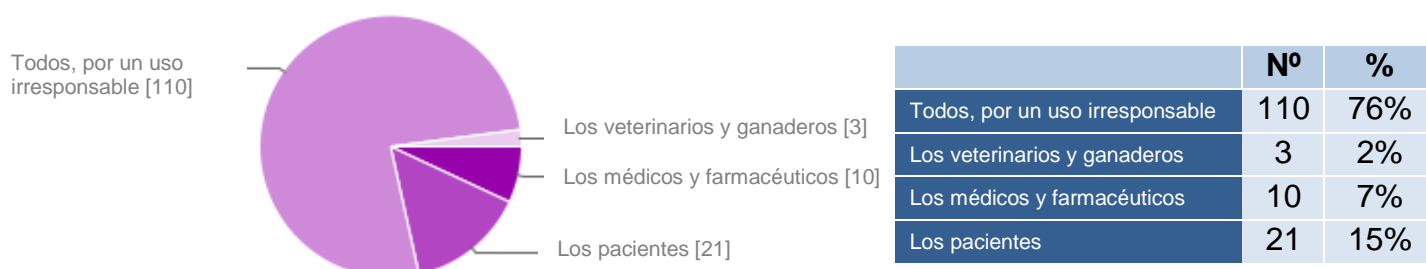 Todos, por un uso
irresponsable [110]
Los veterinarios y ganaderos [3]
Los médicos y farmacéuticos [10]
Los pacientes [21]
Nº %
Todos, por un uso irresponsable 110 76%
Los veterinarios y ganaderos 3 2%
Los médicos y farmacéuticos 10 7%
Los pacientes 21 15%